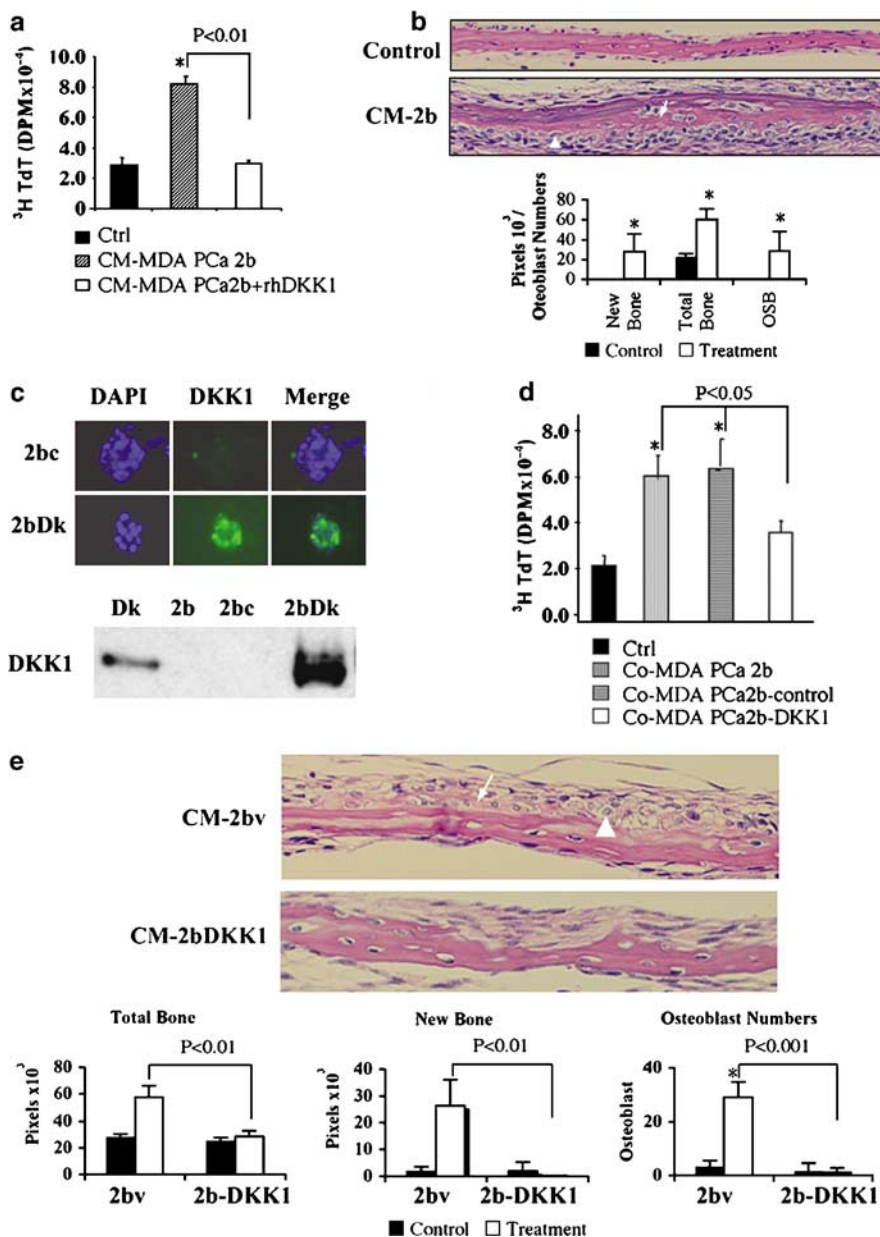 a
P<0.01
*
³H TdT (DPMx10⁻⁴)
10.0
8.0
6.0
4.0
2.0
0.0
Ctrl
CM-MDA PCa 2b
CM-MDA PCa2b+rhDKK1
b
Control
CM-2b
Pixels 10³/
Oteoblast Numbers
80
60
40
20
* * *
New Bone
Total Bone
OSB
Control Treatment
c
DAPI DKK1 Merge
2bc
2bDk
Dk 2b 2bc 2bDk
DKK1
d
P<0.05
* *
³H TdT (DPMx10⁻⁴)
8.0
6.0
4.0
2.0
0.0
Ctrl
Co-MDA PCa 2b
Co-MDA PCa2b-control
Co-MDA PCa2b-DKK1
e
CM-2bv
CM-2bDKK1
Total Bone
P<0.01
Pixels x10³
80
60
40
20
0
2bv 2b-DKK1
New Bone
P<0.01
Pixels x10³
40
30
20
10
0
2bv 2b-DKK1
Osteoblast Numbers
P<0.001
*
Osteoblast
40
20
0
2bv 2b-DKK1
Control Treatment